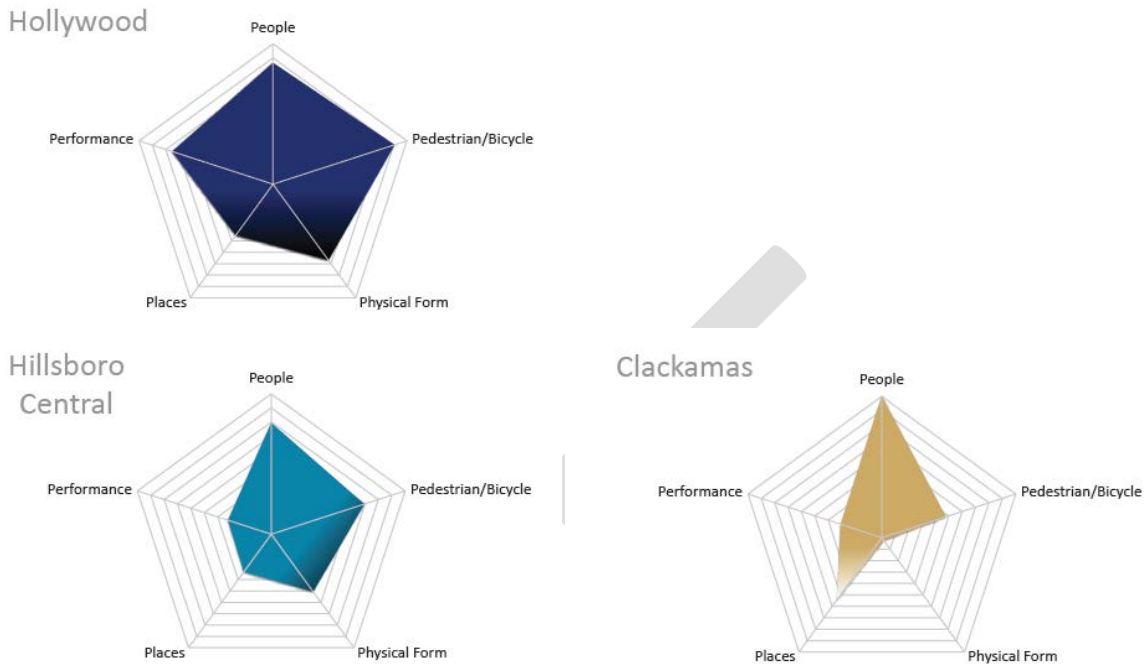 Hollywood
People
Performance
Pedestrian/Bicycle
Places
Physical Form
Hillsboro
Central
People
Performance
Pedestrian/Bicycle
Places
Physical Form
Clackamas
People
Performance
Pedestrian/Bicycle
Places
Physical Form